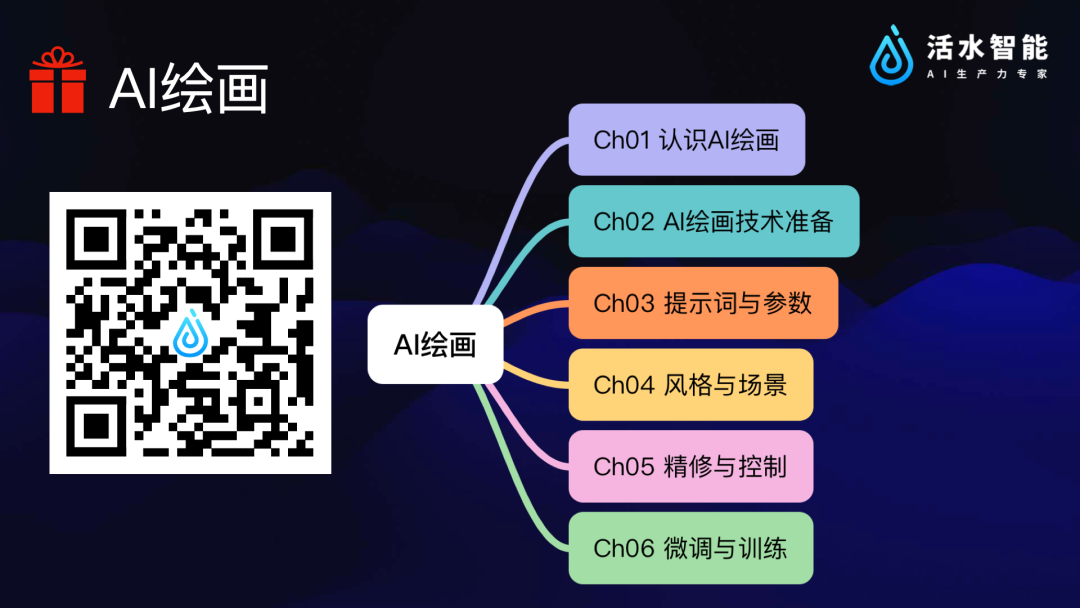 AI绘画
活水智能
AI生产力专家
AI绘画
Ch01 认识AI绘画
Ch02 AI绘画技术准备
Ch03 提示词与参数
Ch04 风格与场景
Ch05 精修与控制
Ch06 微调与训练